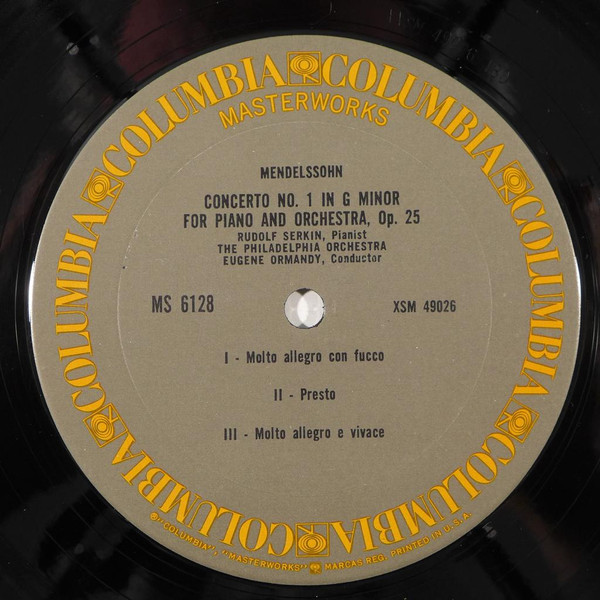 COLUMBIA COLUMBIA COLUMBIA COLUMBIA COLUMBIA COLUMBIA COLUMBIA COLUMBIA
MASTERWORKS
MENDELSSOHN
CONCERTO NO. 1 IN G MINOR
FOR PIANO AND ORCHESTRA, Op. 25
RUDOLF SERKIN, Pianist
THE PHILADELPHIA ORCHESTRA
EUGENE ORMANDY, Conductor
MS 6128
XSM 49026
I - Molto allegro con fucco
II - Presto
III - Molto allegro e vivace
© "COLUMBIA", "MASTERWORKS" MARCAS REG. PRINTED IN U.S.A.